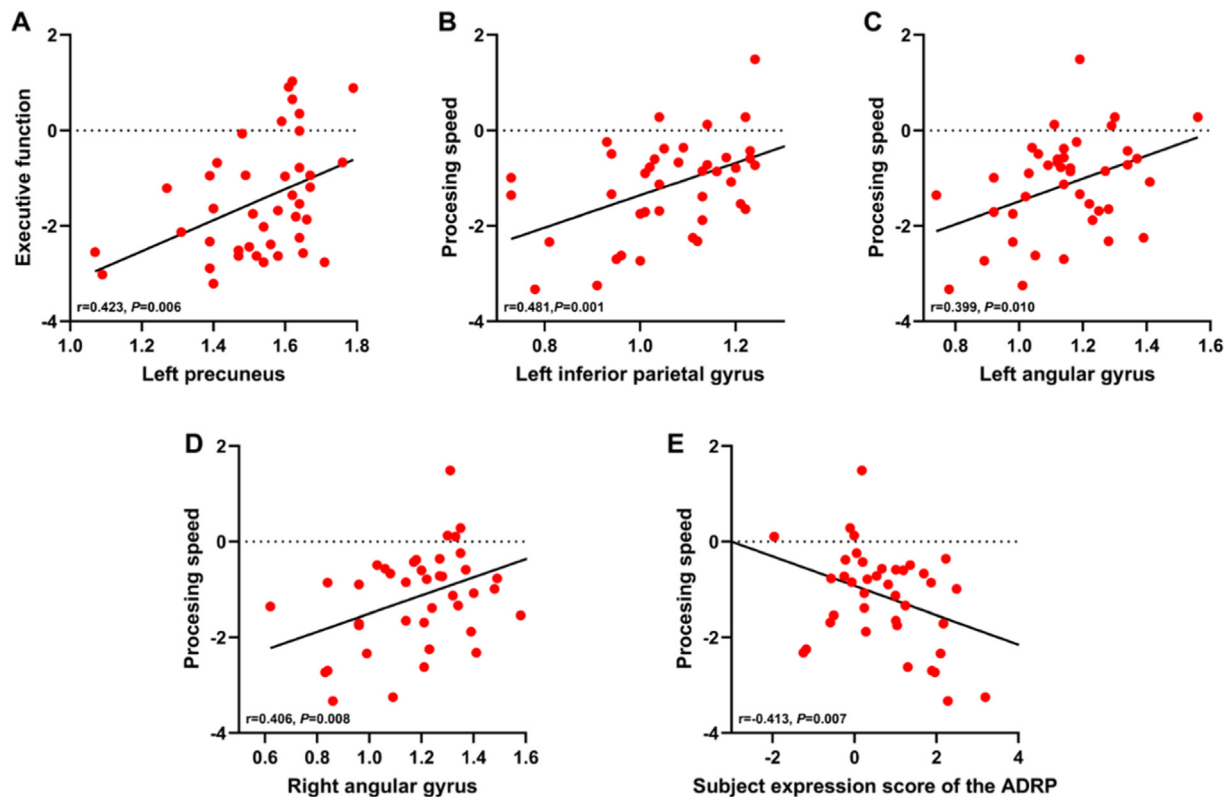 A
Executive function
2
0
-2
-4
r=0.423, P=0.006
1.0 1.2 1.4 1.6 1.8
Left precuneus
B
Procesing speed
2
0
-2
-4
r=0.481,P=0.001
0.8 1.0 1.2
Left inferior parietal gyrus
C
Procesing speed
2
0
-2
-4
r=0.399, P=0.010
0.8 1.0 1.2 1.4 1.6
Left angular gyrus
D
Procesing speed
2
0
-2
-4
r=0.406, P=0.008
0.6 0.8 1.0 1.2 1.4 1.6
Right angular gyrus
E
Procesing speed
2
0
-2
-4
r=-0.413, P=0.007
-2 0 2 4
Subject expression score of the ADRP